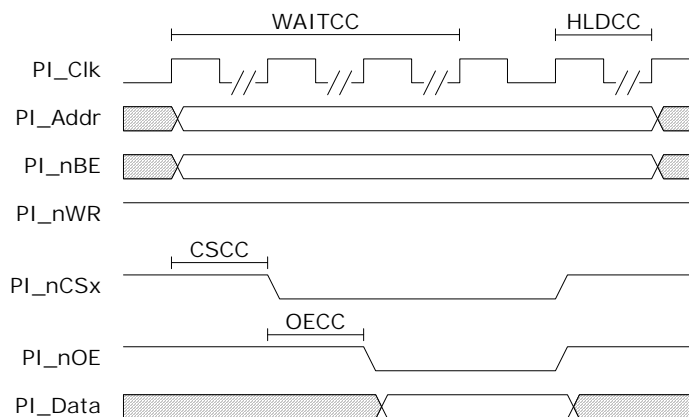 WAITCC HLDCC
PI_Clk
PI_Addr
PI_nBE
PI_nWR
CSCC
PI_nCSx
OECC
PI_nOE
PI_Data